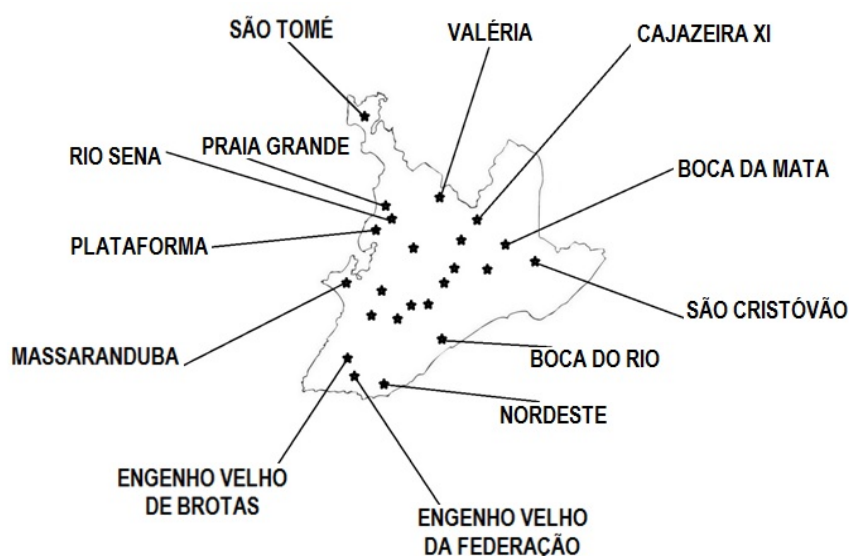 SÃO TOMÉ
VALÉRIA
CAJAZEIRA XI
PRAIA GRANDE
RIO SENA
BOCA DA MATA
PLATAFORMA
SÃO CRISTÓVÃO
MASSARANDUBA
BOCA DO RIO
NORDESTE
ENGENHO VELHO
DE BROTAS
ENGENHO VELHO
DA FEDERAÇÃO